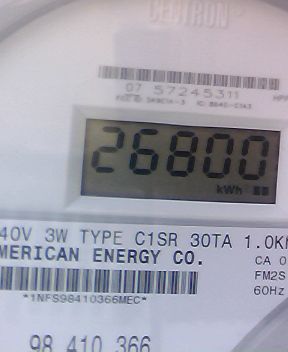 CENTRON®
07 57245311
26800
kWh
40V 3W TYPE C1SR 30TA 1.0K
MERICAN ENERGY CO.
CA 0
FM2S
*1NFS98410366MEC*
60Hz
98 410 366